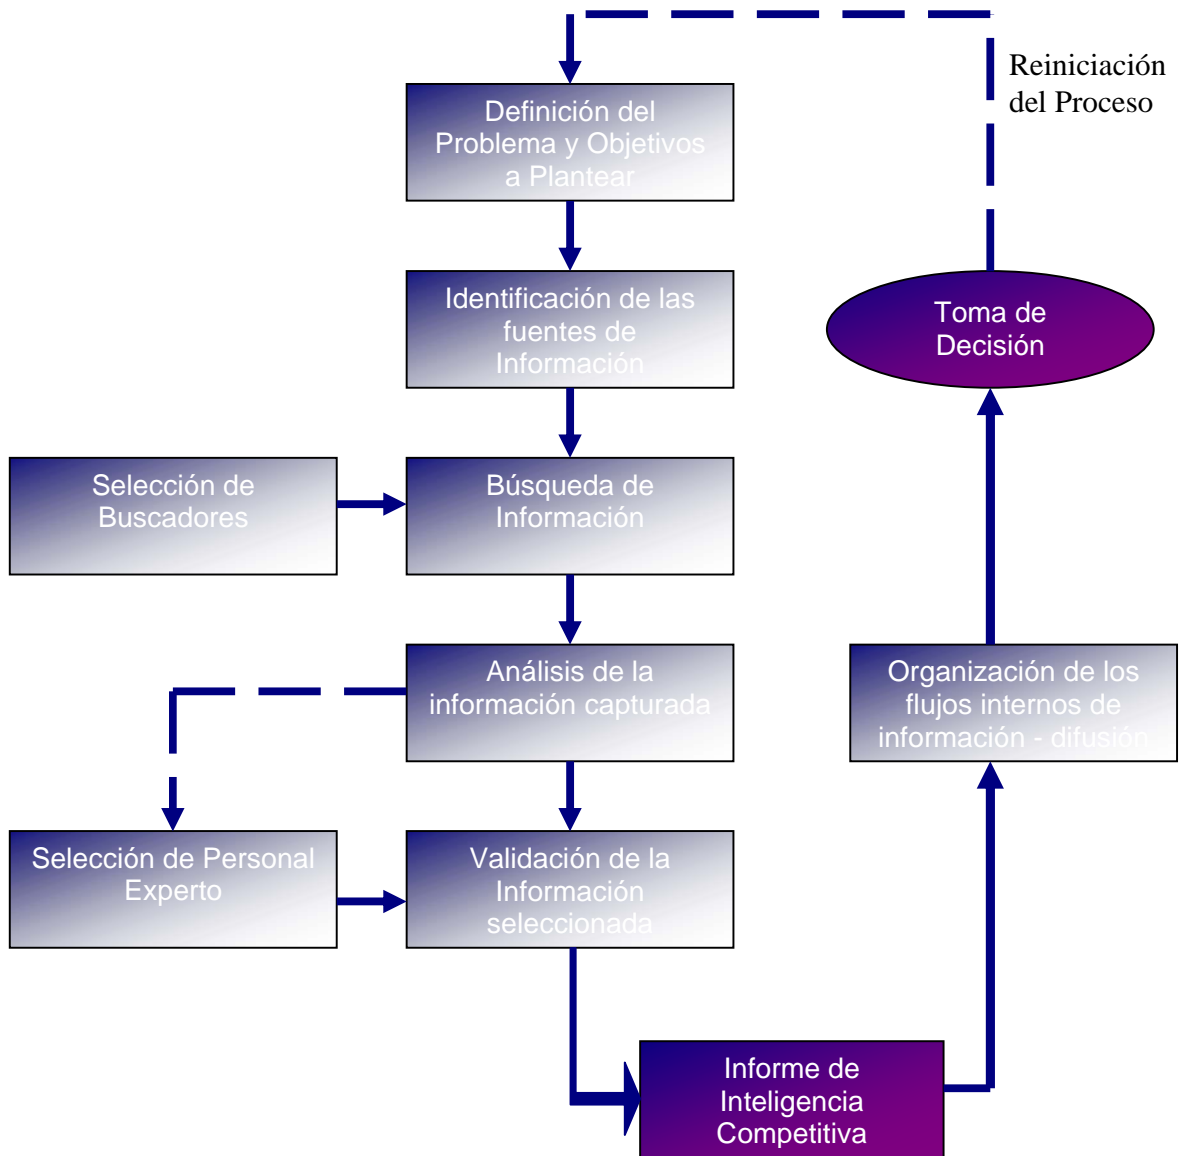 Reiniciación
del Proceso
Definición del
Problema y Objetivos
a Plantear
Identificación de las
fuentes de
Información
Toma de
Decisión
Selección de
Buscadores
Búsqueda de
Información
Análisis de la
información capturada
Organización de los
flujos internos de
información - difusión
Selección de Personal
Experto
Validación de la
Información
seleccionada
Informe de
Inteligencia
Competitiva